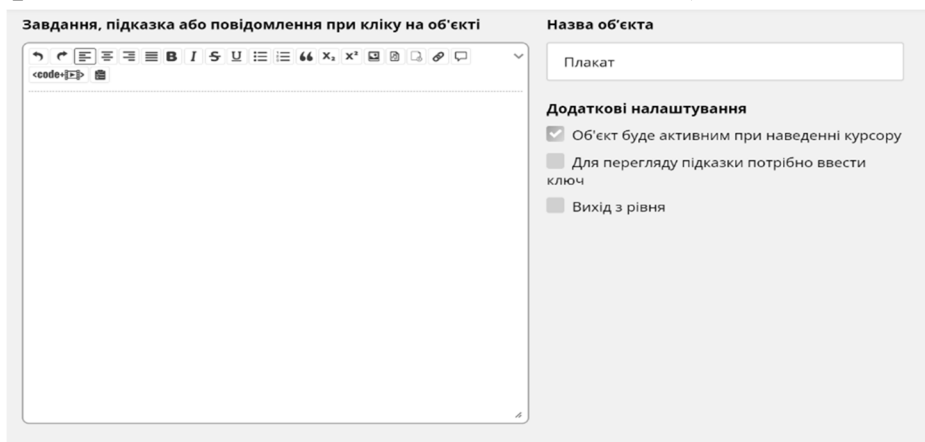 Завдання, підказка або повідомлення при кліку на об'єкті
<code+
Назва об’єкта
Плакат
Додаткові налаштування
Об'єкт буде активним при наведенні курсору
Для перегляду підказки потрібно ввести
ключ
Вихід з рівня